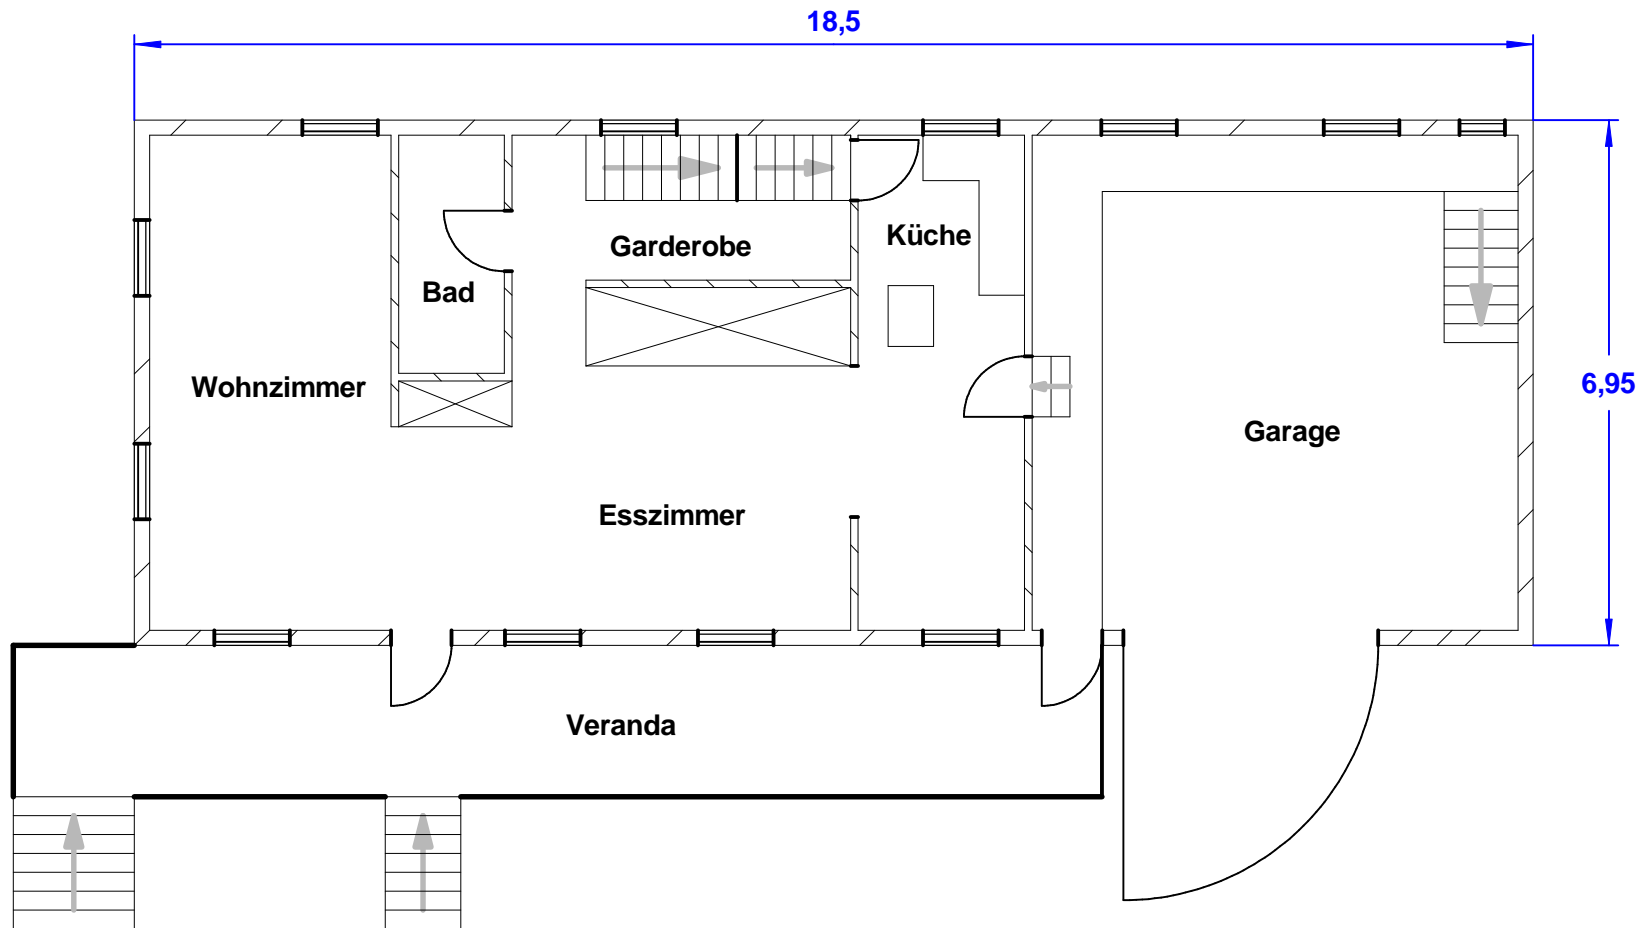 18,5
Garderobe
Küche
Bad
Wohnzimmer
6,95
Garage
Esszimmer
Veranda